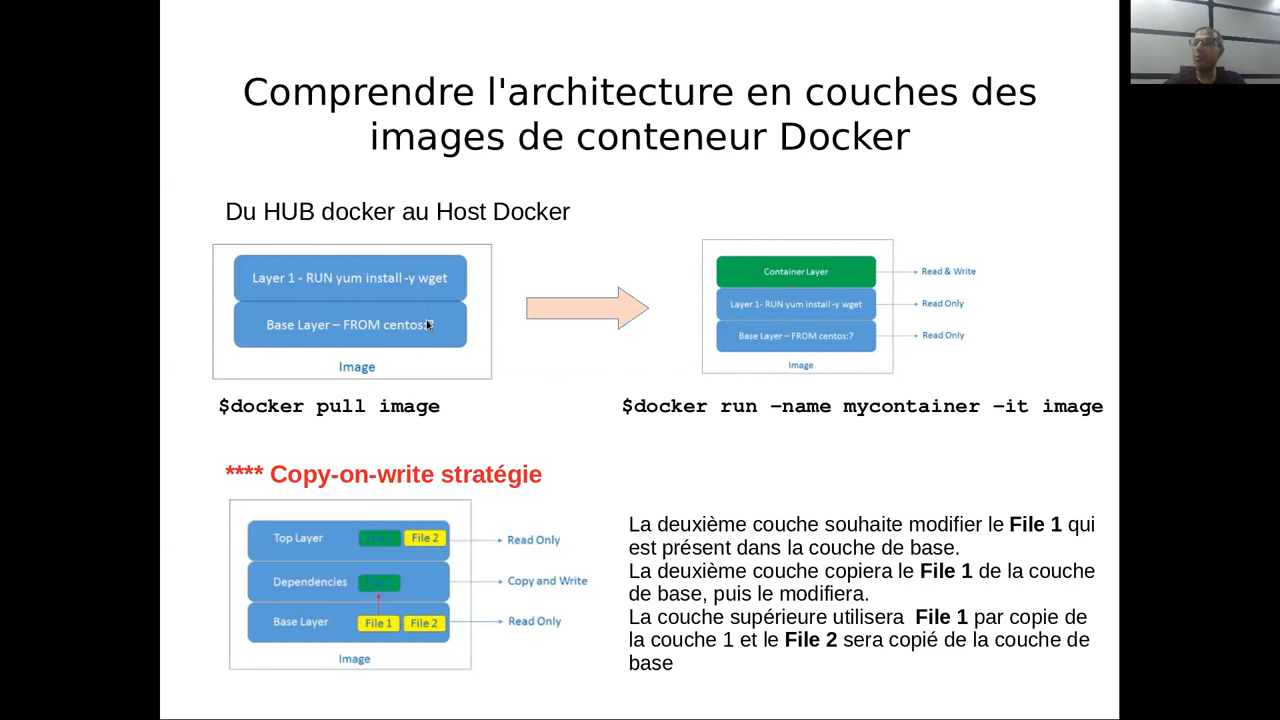 Comprendre l'architecture en couches des
images de conteneur Docker
Du HUB docker au Host Docker
Layer 1 - RUN yum install -y wget
Base Layer – FROM centos:
Image
Container Layer
Layer 1- RUN yum install -y wget
Base Layer – FROM centos:7
Image
Read & Write
Read Only
Read Only
$docker pull image
$docker run –name mycontainer –it image
**** Copy-on-write stratégie
Top Layer
File 2
Read Only
Dependencies
Copy and Write
Base Layer
File 1
File 2
Read Only
Image
La deuxième couche souhaite modifier le File 1 qui
est présent dans la couche de base.
La deuxième couche copiera le File 1 de la couche
de base, puis le modifiera.
La couche supérieure utilisera File 1 par copie de
la couche 1 et le File 2 sera copié de la couche de
base